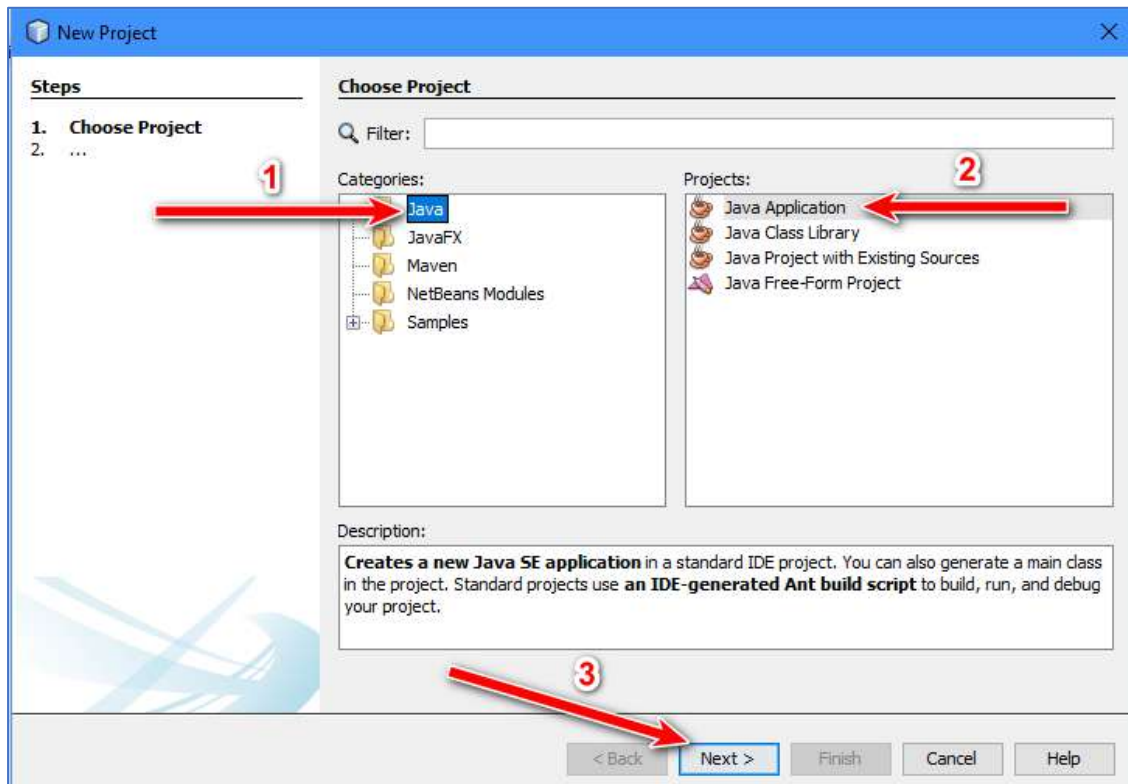 New Project
Steps
1. Choose Project
2. ...
Choose Project
Filter:
1
Categories:
Java
JavaFX
Maven
NetBeans Modules
Samples
2
Projects:
Java Application
Java Class Library
Java Project with Existing Sources
Java Free-Form Project
Description:
Creates a new Java SE application in a standard IDE project. You can also generate a main class
in the project. Standard projects use an IDE-generated Ant build script to build, run, and debug
your project.
3
< Back
Next >
Finish
Cancel
Help